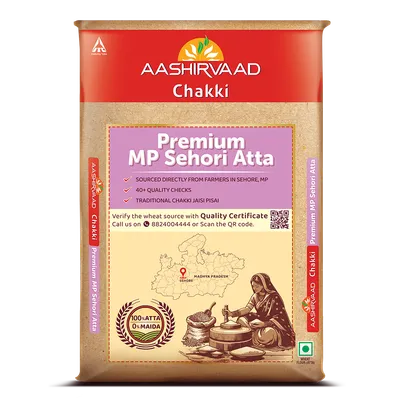 ITC
AASHIRVAAD
Chakki
Premium
MP Sehori Atta
SOURCED DIRECTLY FROM FARMERS IN SEHORE, MP
40+ QUALITY CHECKS
TRADITIONAL CHAKKI JAISI PISAI
Verify the wheat source with Quality Certificate
Call us on 8824004444 or Scan the QR code.
MADHYA PRADESH
SEHORE
100% ATTA
0% MAIDA
AASHIRVAAD Chakki Premium MP Sehori Atta
AASHIRVAAD Chakki Premium MP Sehori Atta